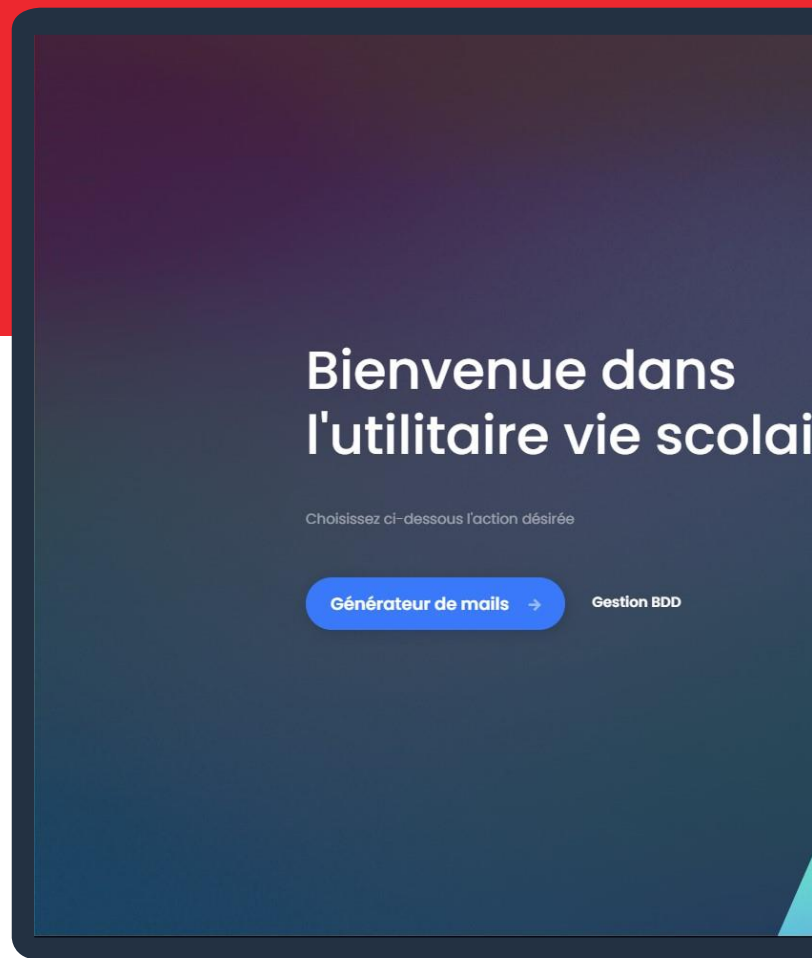 Bienvenue dans
l'utilitaire vie scolai
Choisissez ci-dessous l'action désirée
Générateur de mails
Gestion BDD